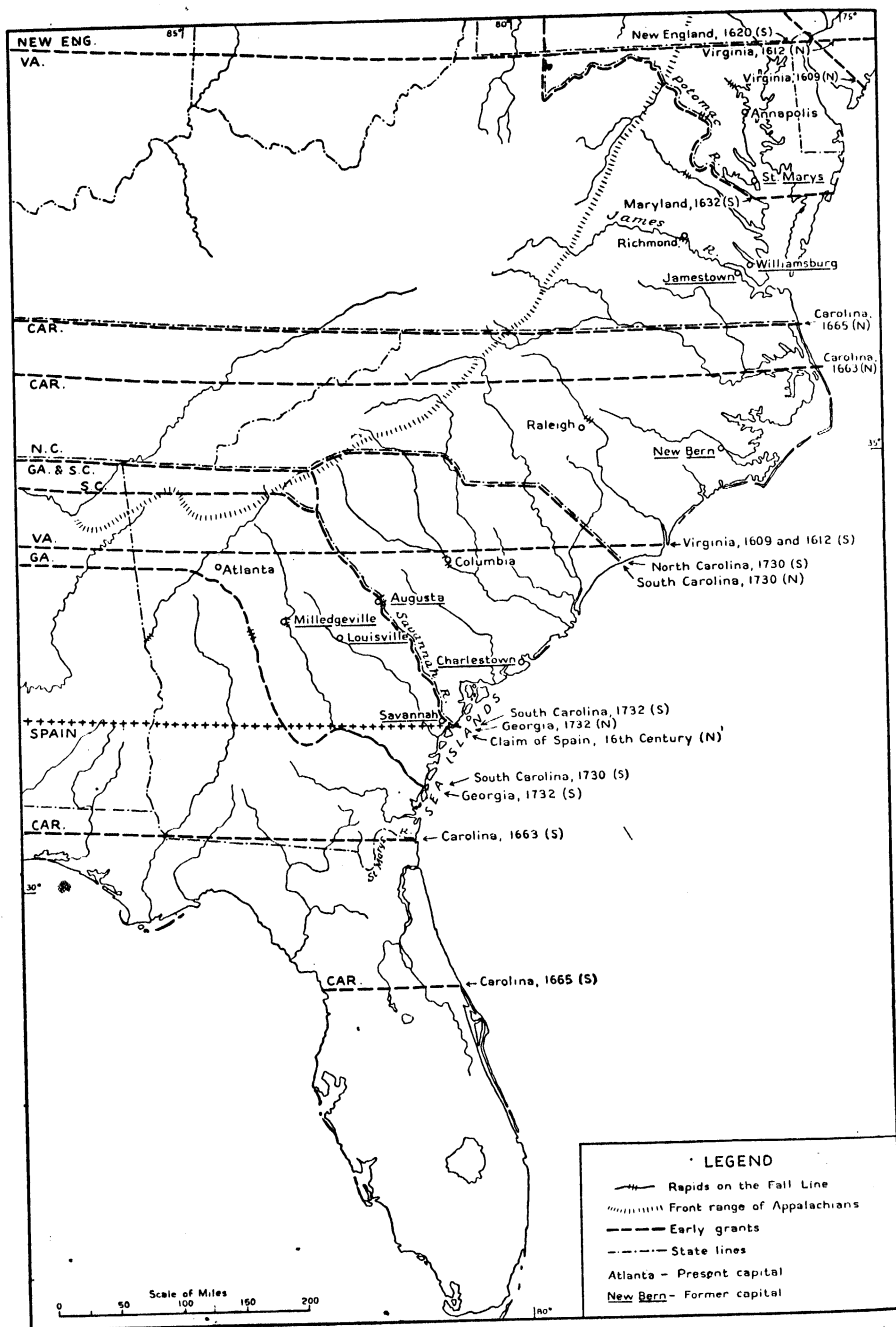 85°
80°
75°
NEW ENG.
VA.
New England, 1620 (S)
Virginia, 1612 (N)
Virginia, 1609 (N)
Potomac R.
Annapolis
St. Marys
Maryland, 1632 (S)
James R.
Richmond
Williamsburg
Jamestown
CAR.
Carolina,
1665 (N)
CAR.
Carolina,
1663 (N)
Raleigh
35°
N.C.
GA. & S.C.
S.C.
New Bern
VA.
GA.
Virginia, 1609 and 1612 (S)
Atlanta
Columbia
North Carolina, 1730 (S)
South Carolina, 1730 (N)
Augusta
Milledgeville
Louisville
Savannah R.
Charlestown
Savannah
SPAIN
SEA ISLANDS
South Carolina, 1732 (S)
Georgia, 1732 (N)
Claim of Spain, 16th Century (N)
South Carolina, 1730 (S)
Georgia, 1732 (S)
CAR.
St. Marys R.
Carolina, 1663 (S)
30°
CAR.
Carolina, 1665 (S)
LEGEND
Rapids on the Fall Line
Front range of Appalachians
Early grants
State lines
Atlanta - Present capital
New Bern - Former capital
Scale of Miles
0 50 100 150 200
80°